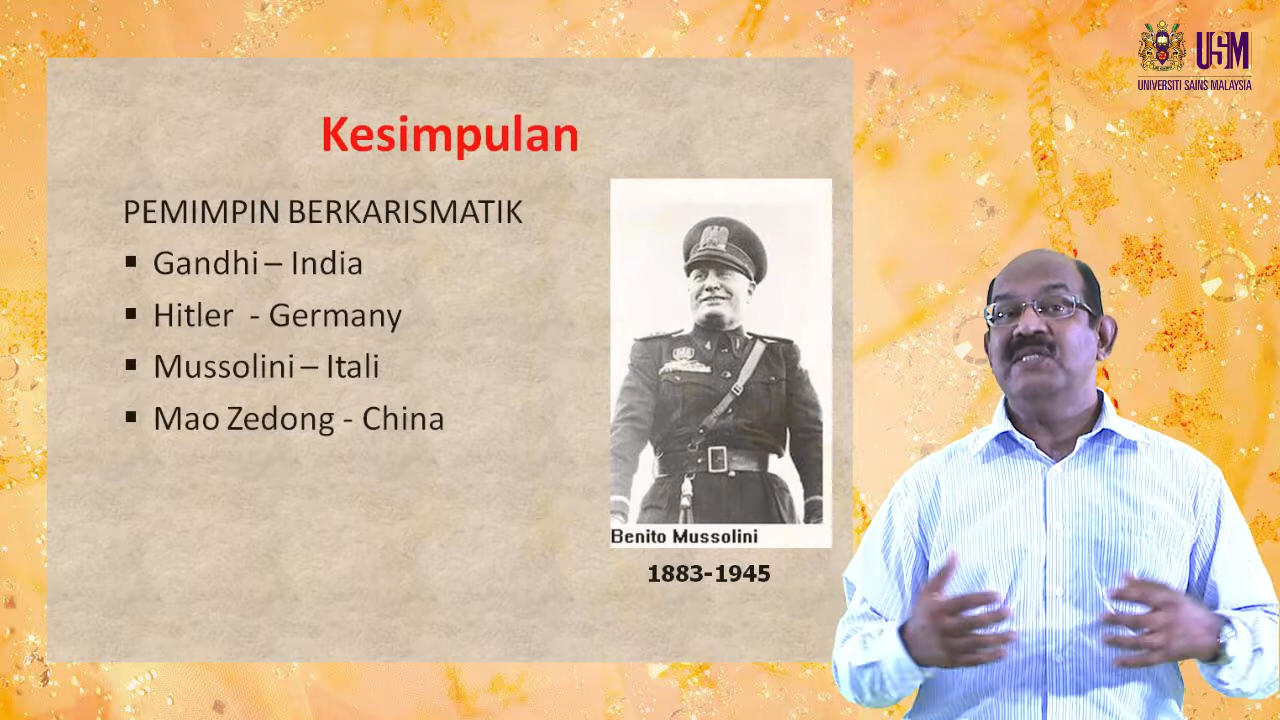 USM
UNIVERSITI SAINS MALAYSIA
Kesimpulan
PEMIMPIN BERKARISMATIK
▪ Gandhi – India
▪ Hitler - Germany
▪ Mussolini – Itali
▪ Mao Zedong - China
Benito Mussolini
1883-1945